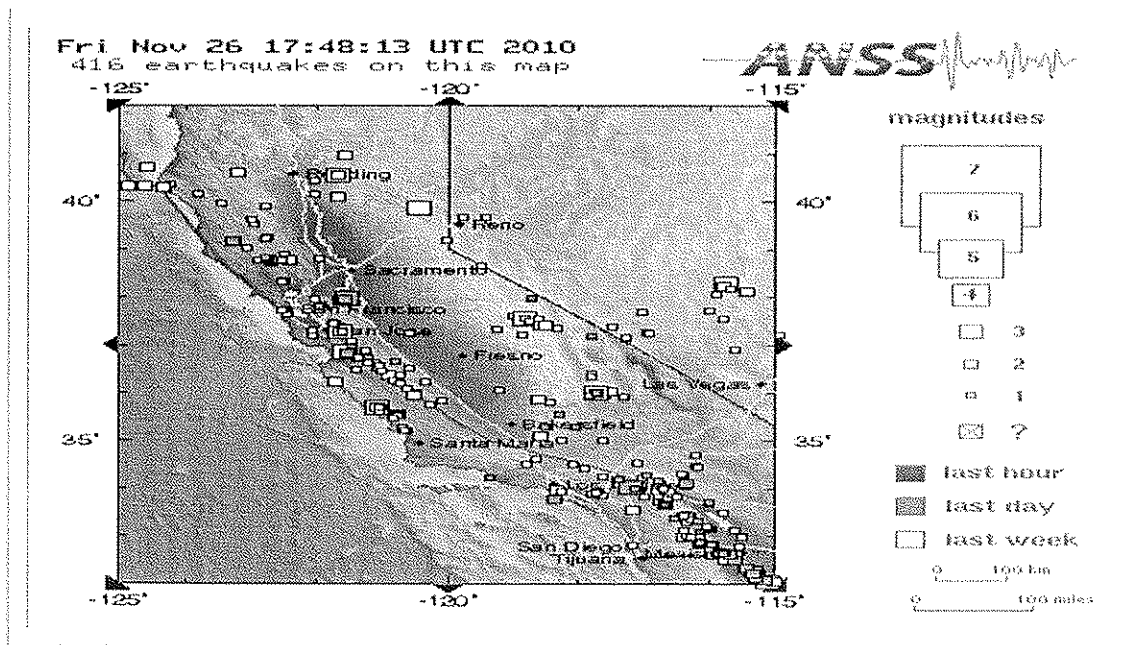 Fri Nov 26 17:48:13 UTC 2010
416 earthquakes on this map
ANSS
-125° -120° -115°
magnitudes
7
6
5
4
3
2
1
?
40° 40°
Reno
Sacramento
San Jose
Fresno
Las Vegas
Bakersfield
35° 35°
Santa Maria
San Diego
Tijuana
-125° -120° -115°
last hour
last day
last week
0 100 km
0 100 miles